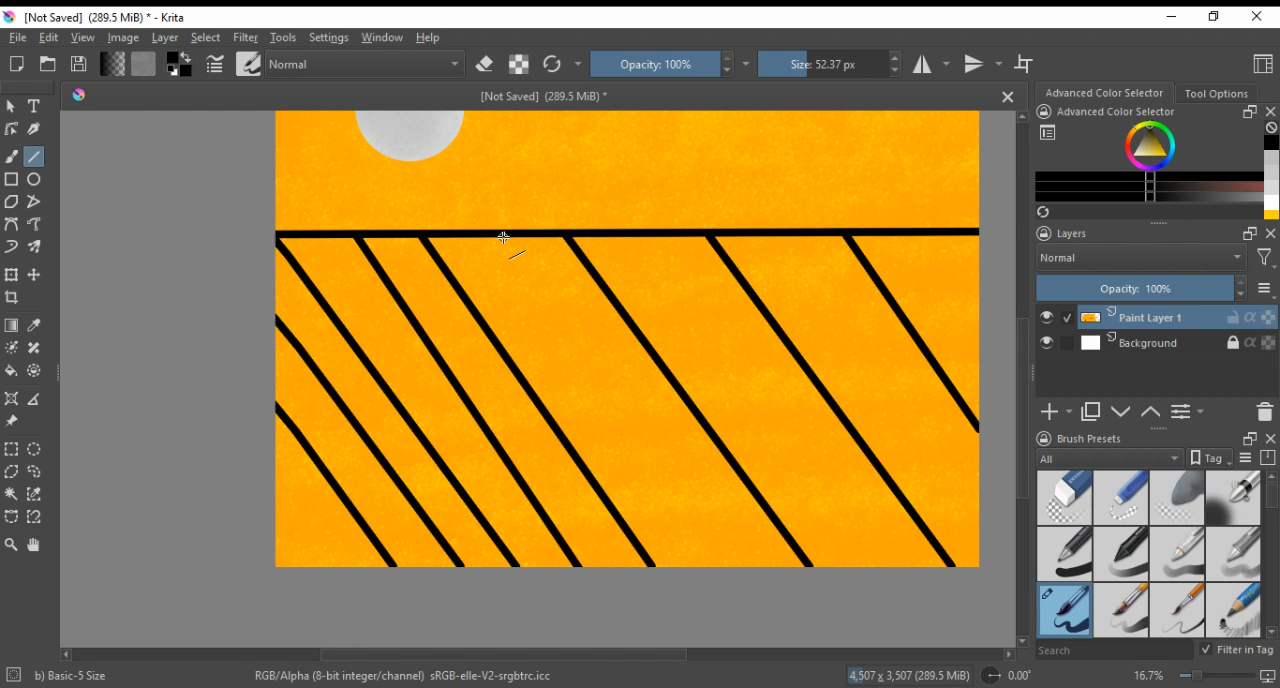 [Not Saved] (289.5 MiB) * - Krita
File Edit View Image Layer Select Filter Tools Settings Window Help
Normal Opacity: 100% Size: 52.37 px
[Not Saved] (289.5 MiB) *
Advanced Color Selector Tool Options
Advanced Color Selector
Layers
Normal
Opacity: 100%
Paint Layer 1
Background
Brush Presets
All Tag
Search Filter in Tag
b) Basic-5 Size RGB/Alpha (8-bit integer/channel) sRGB-elle-V2-srgbtrc.icc 4,507 x 3,507 (289.5 MiB) 0.00° 16.7%